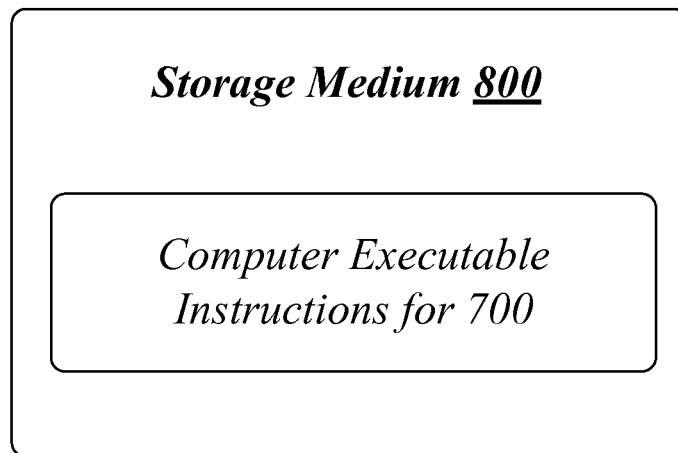 Storage Medium 800
Computer Executable
Instructions for 700